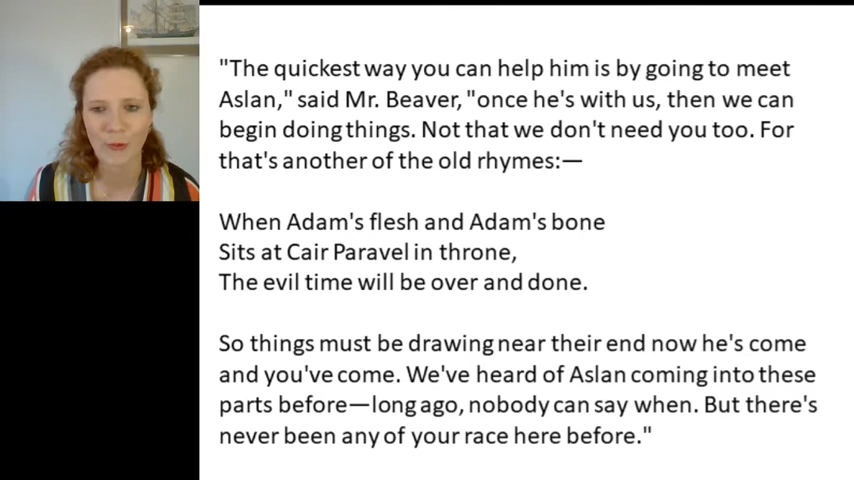 "The quickest way you can help him is by going to meet
Aslan," said Mr. Beaver, "once he's with us, then we can
begin doing things. Not that we don't need you too. For
that's another of the old rhymes:—
When Adam's flesh and Adam's bone
Sits at Cair Paravel in throne,
The evil time will be over and done.
So things must be drawing near their end now he's come
and you've come. We've heard of Aslan coming into these
parts before—long ago, nobody can say when. But there's
never been any of your race here before."